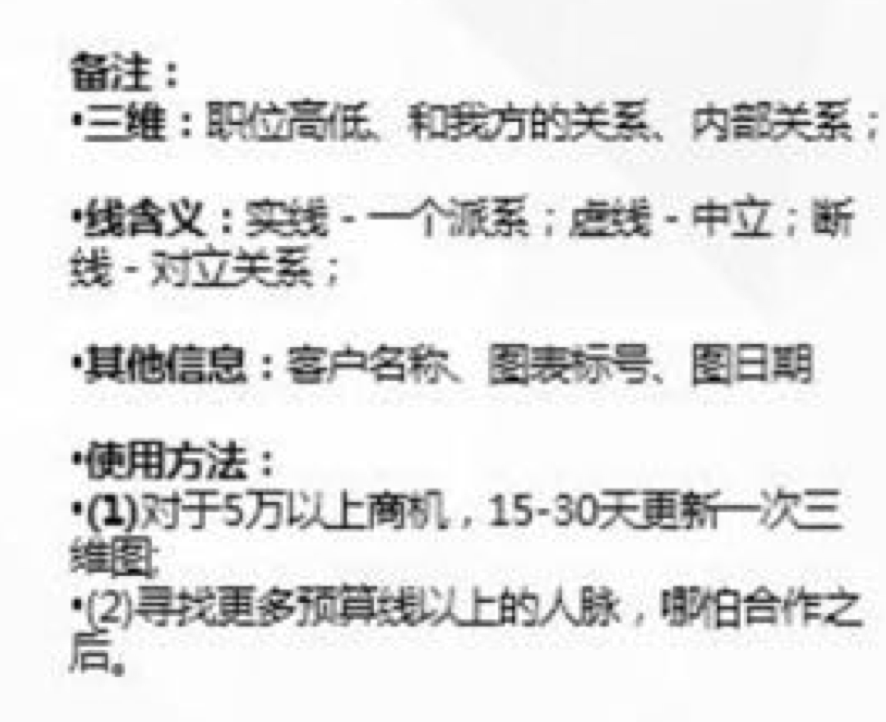 备注：
•三维：职位高低、和我方的关系、内部关系；
•线含义：实线 - 一个派系；虚线 - 中立；断
线 - 对立关系；
•其他信息：客户名称、图表标号、图日期
•使用方法：
•(1)对于5万以上商机，15-30天更新一次三
维图;
•(2)寻找更多预算线以上的人脉，哪怕合作之
后。